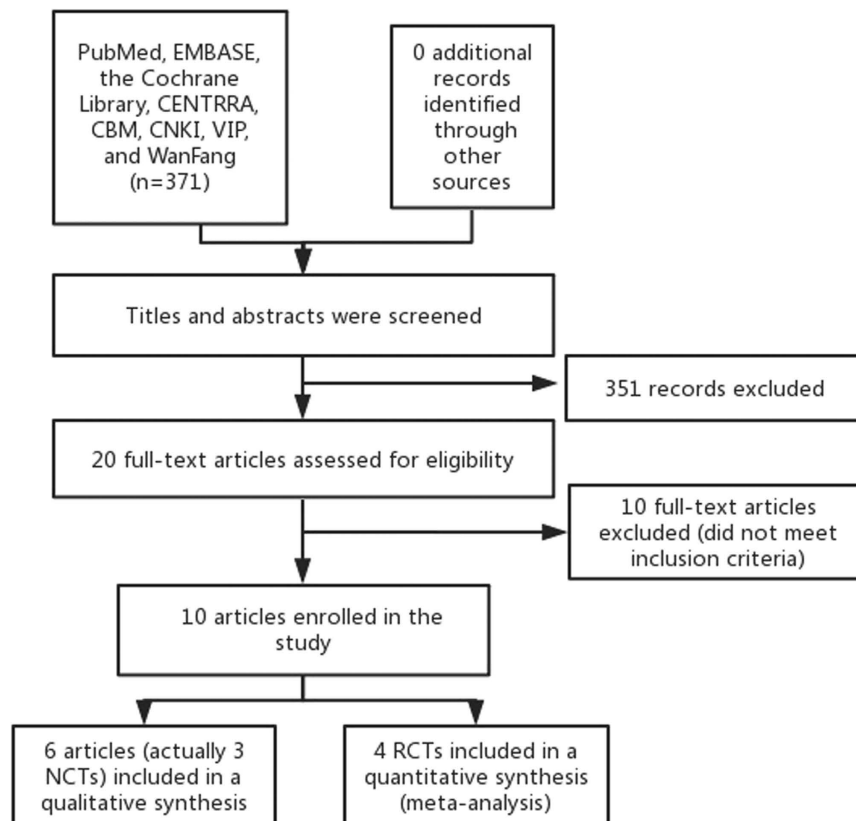 PubMed, EMBASE,
the Cochrane
Library, CENTRRA,
CBM, CNKI, VIP,
and WanFang
(n=371)
0 additional
records
identified
through
other
sources
Titles and abstracts were screened
351 records excluded
20 full-text articles assessed for eligibility
10 full-text articles
excluded (did not meet
inclusion criteria)
10 articles enrolled in the
study
6 articles (actually 3
NCTs) included in a
qualitative synthesis
4 RCTs included in a
quantitative synthesis
(meta-analysis)